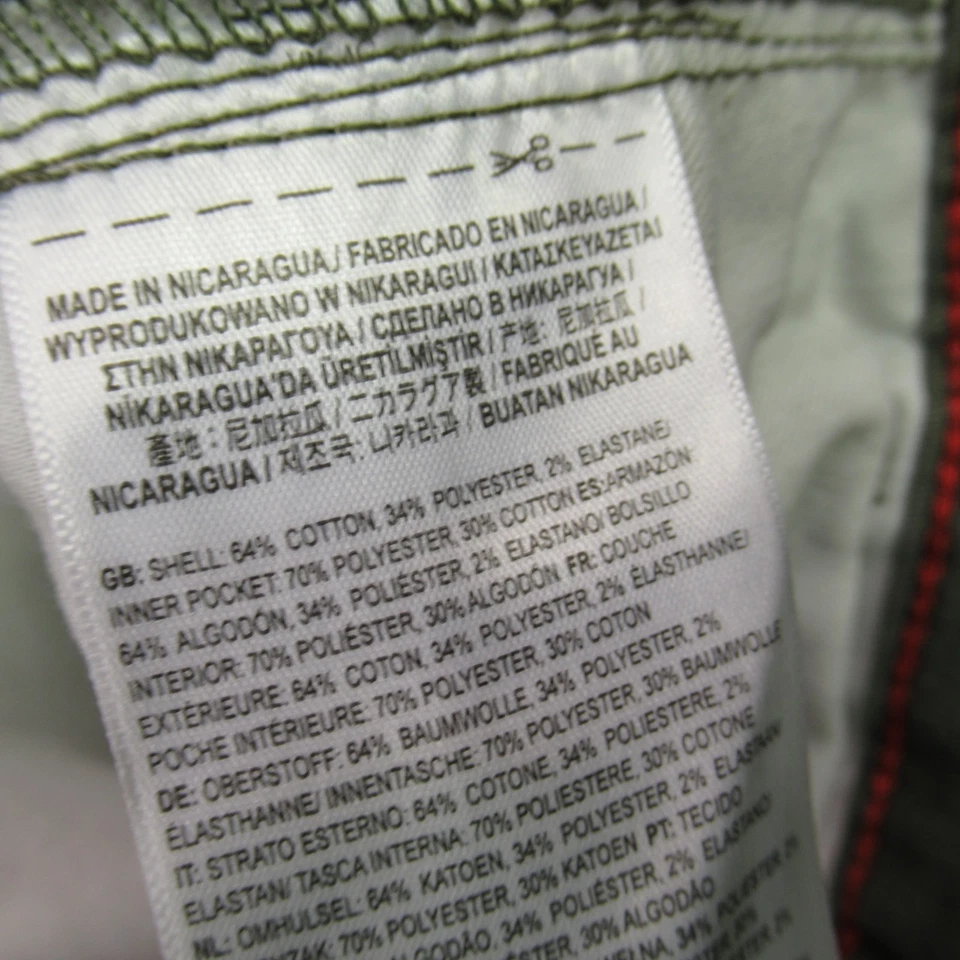 MADE IN NICARAGUA / FABRICADO EN NICARAGUA /
WYPRODUKOWANO W NIKARAGUI / ΚΑΤΑΣΚΕΥΑΖΕΤΑΙ
ΣΤΗΝ ΝΙΚΑΡΑΓΟΥΑ / СДЕЛАНО В НИКАРАГУА /
NİKARAGUA'DA ÜRETILMİŞTIR / 产地: 尼加拉瓜 /
產地: 尼加拉瓜 / ニカラグア製 / FABRIQUÉ AU
NICARAGUA / 제조국: 니카라과 / BUATAN NIKARAGUA
GB: SHELL: 64% COTTON, 34% POLYESTER, 2% ELASTANE/
INNER POCKET: 70% POLYESTER, 30% COTTON ES:ARMAZÓN:
64% ALGODÓN, 34% POLIÉSTER, 2% ELASTANO/ BOLSILLO
INTERIOR: 70% POLIÉSTER, 30% ALGODÓN FR: COUCHE
EXTÉRIEURE: 64% COTON, 34% POLYESTER, 2% ÉLASTHANNE/
POCHE INTÉRIEURE: 70% POLYESTER, 30% COTON
DE: OBERSTOFF: 64% BAUMWOLLE, 34% POLYESTER, 2%
ELASTHANNE/ INNENTASCHE: 70% POLYESTER, 30% BAUMWOLLE
IT: STRATO ESTERNO: 64% COTONE, 34% POLIESTERE, 2%
ELASTAN/ TASCA INTERNA: 70% POLIESTERE, 30% COTONE
NL: OMHULSEL: 64% KATOEN, 34% POLYESTER, 2% ELASTAAN
70% POLYESTER, 30% KATOEN PT: TECIDO
ALGODÃO, 34% POLIÉSTER, 2% ELASTANO/
30% ALGODÃO
34% POLIESTER, 2%